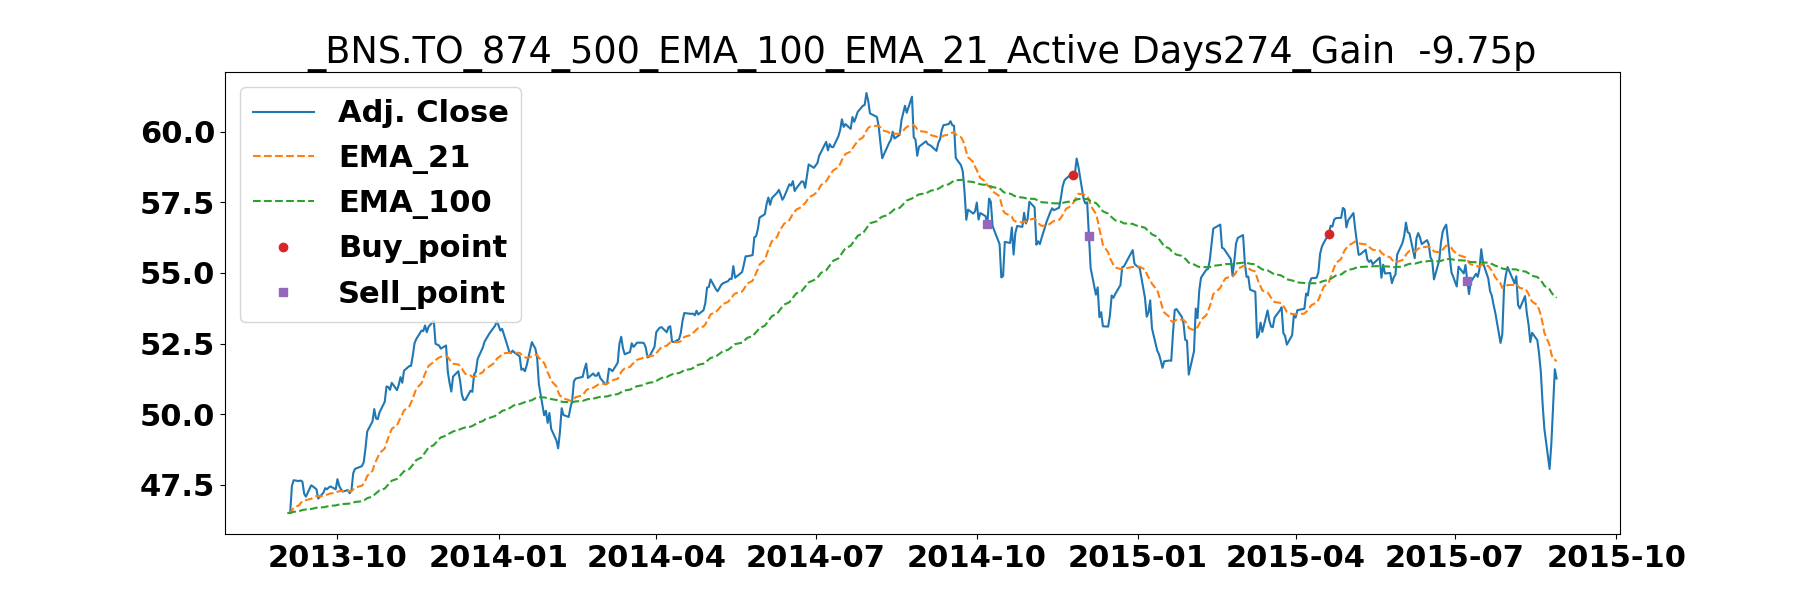 _BNS.TO_874_500_EMA_100_EMA_21_Active Days274_Gain  -9.75p
Adj. Close
EMA_21
EMA_100
Buy_point
Sell_point
60.0
57.5
55.0
52.5
50.0
47.5
2013-10 2014-01 2014-04 2014-07 2014-10 2015-01 2015-04 2015-07 2015-10